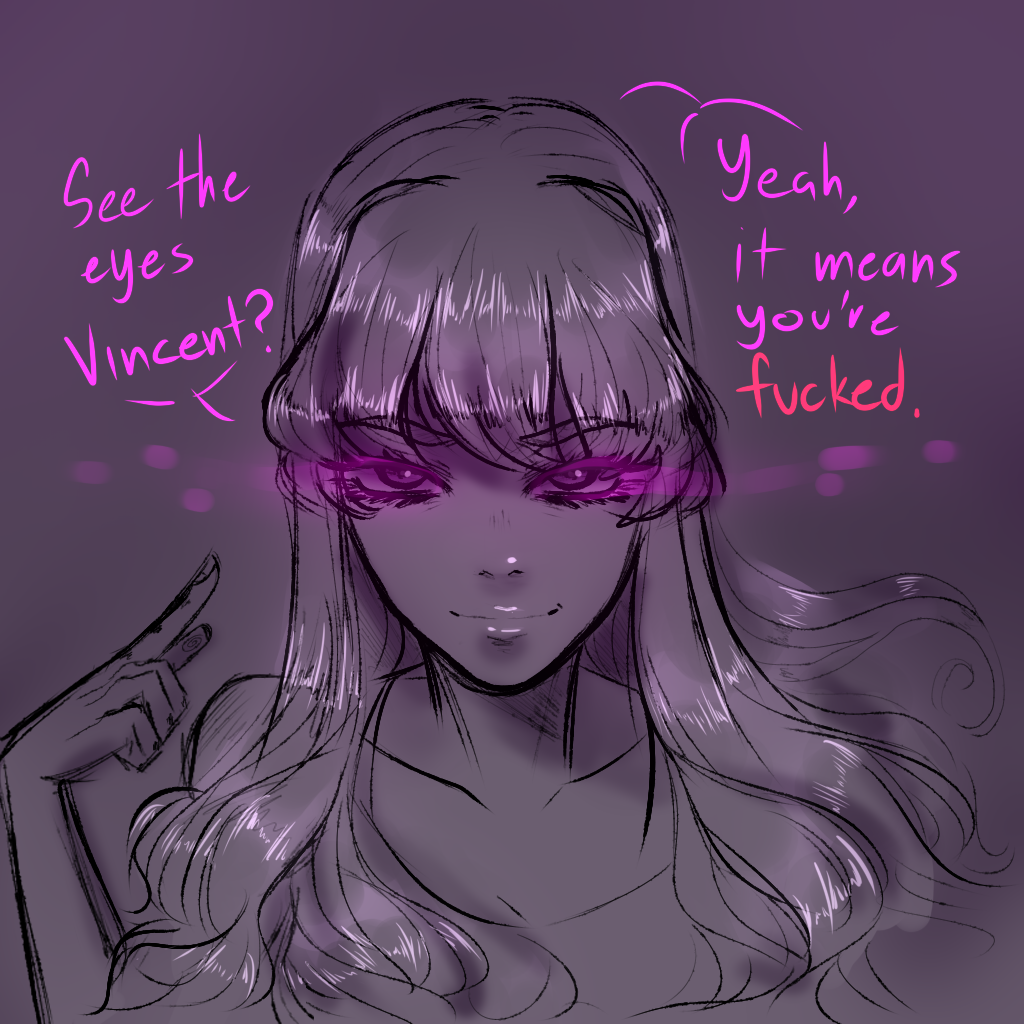 See the
eyes
Vincent?
Yeah,
it means
you're
fucked.